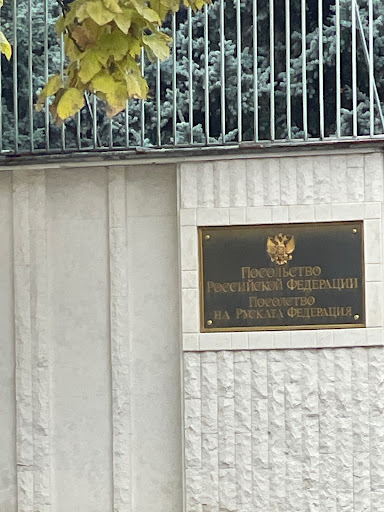 Посольство
Российской Федерации
Посолство
на Руската Федерация